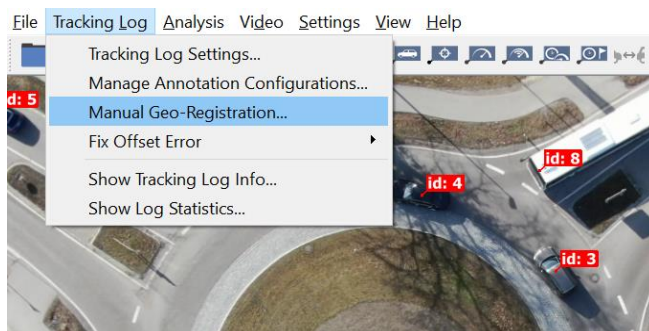 File Tracking Log Analysis Video Settings View Help
Tracking Log Settings...
Manage Annotation Configurations...
d: 5
Manual Geo-Registration...
Fix Offset Error
id: 8
Show Tracking Log Info...
id: 4
Show Log Statistics...
id: 3